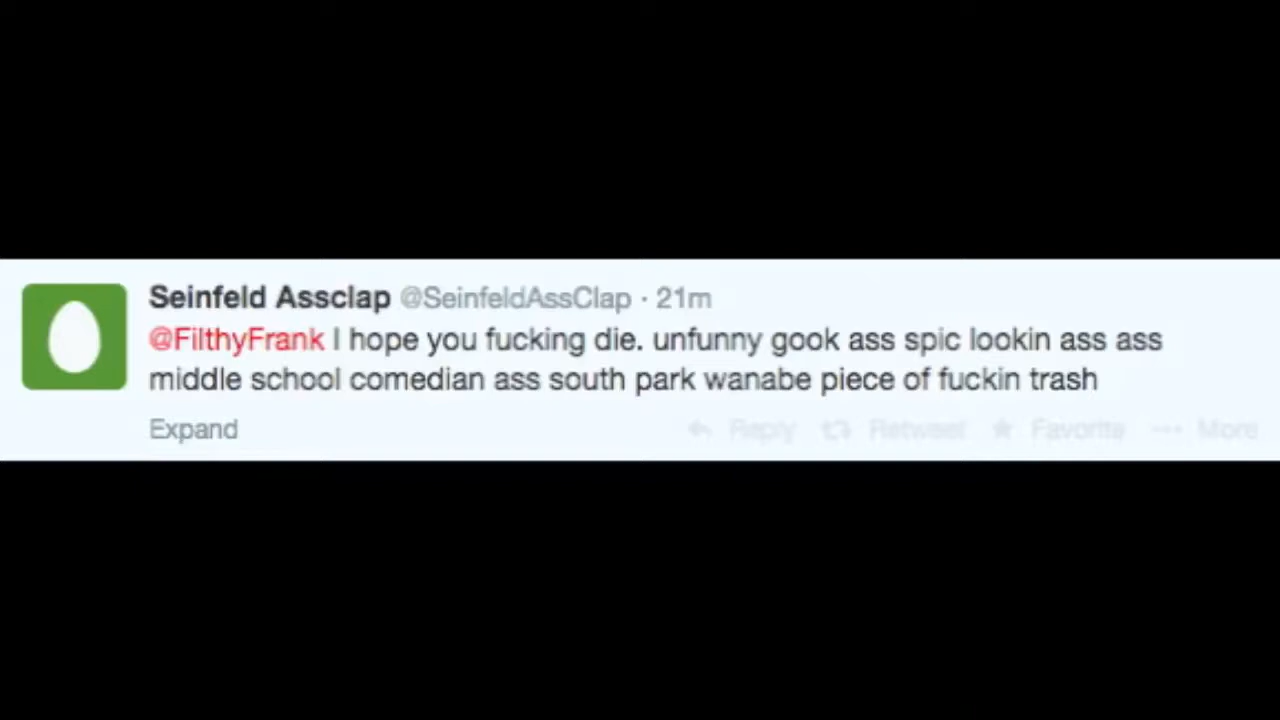 Seinfeld Assclap @SeinfeldAssClap · 21m
@FilthyFrank I hope you fucking die. unfunny gook ass spic lookin ass ass
middle school comedian ass south park wanabe piece of fuckin trash
Expand Reply Retweet Favorite More